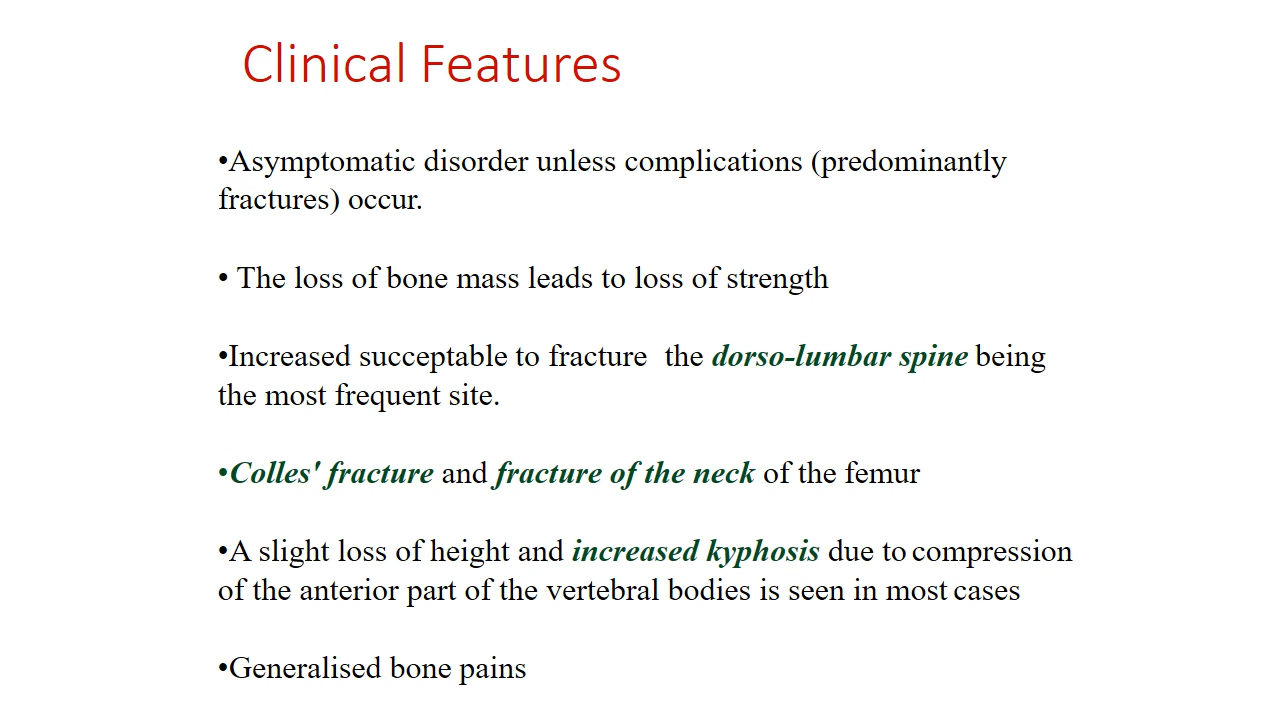 Clinical Features
•Asymptomatic disorder unless complications (predominantly
fractures) occur.
• The loss of bone mass leads to loss of strength
•Increased succeptable to fracture  the dorso-lumbar spine being
the most frequent site.
•Colles' fracture and fracture of the neck of the femur
•A slight loss of height and increased kyphosis due to compression
of the anterior part of the vertebral bodies is seen in most cases
•Generalised bone pains